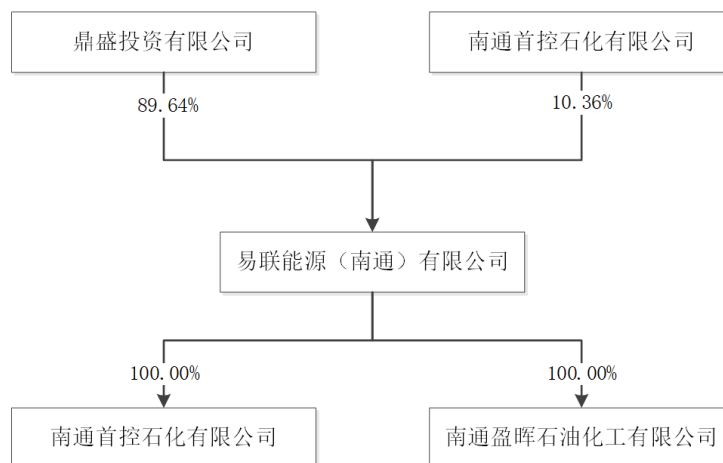 鼎盛投资有限公司
南通首控石化有限公司
89.64%
10.36%
易联能源（南通）有限公司
100.00%
100.00%
南通首控石化有限公司
南通盈晖石油化工有限公司